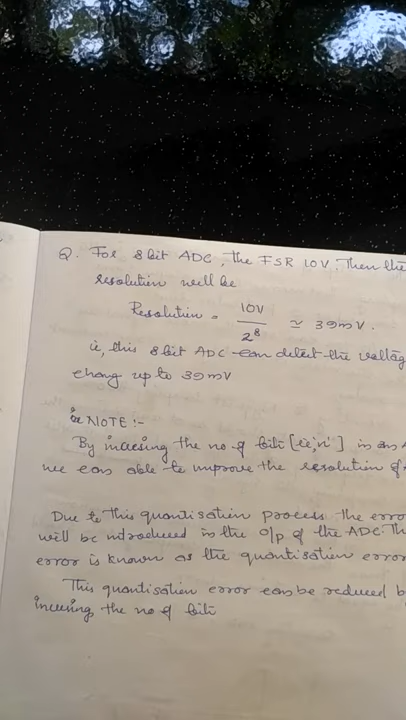 Q. For 8 bit ADC, the FSR 10V. Then the
resolution will be
Resolution = 10V / 2^8 ≃ 39mV.
ie, this 8 bit ADC can detect the voltag
chang up to 39mV
NOTE :-
By incresing the no of bits [ie; 'n'] in an A
we can able to improve the resolution of
Due to this quantisation process the erro
will be introduced in the o/p of the ADC. Th
error is known as the quantisation error
This quantisation error can be reduced b
incresing the no of bits